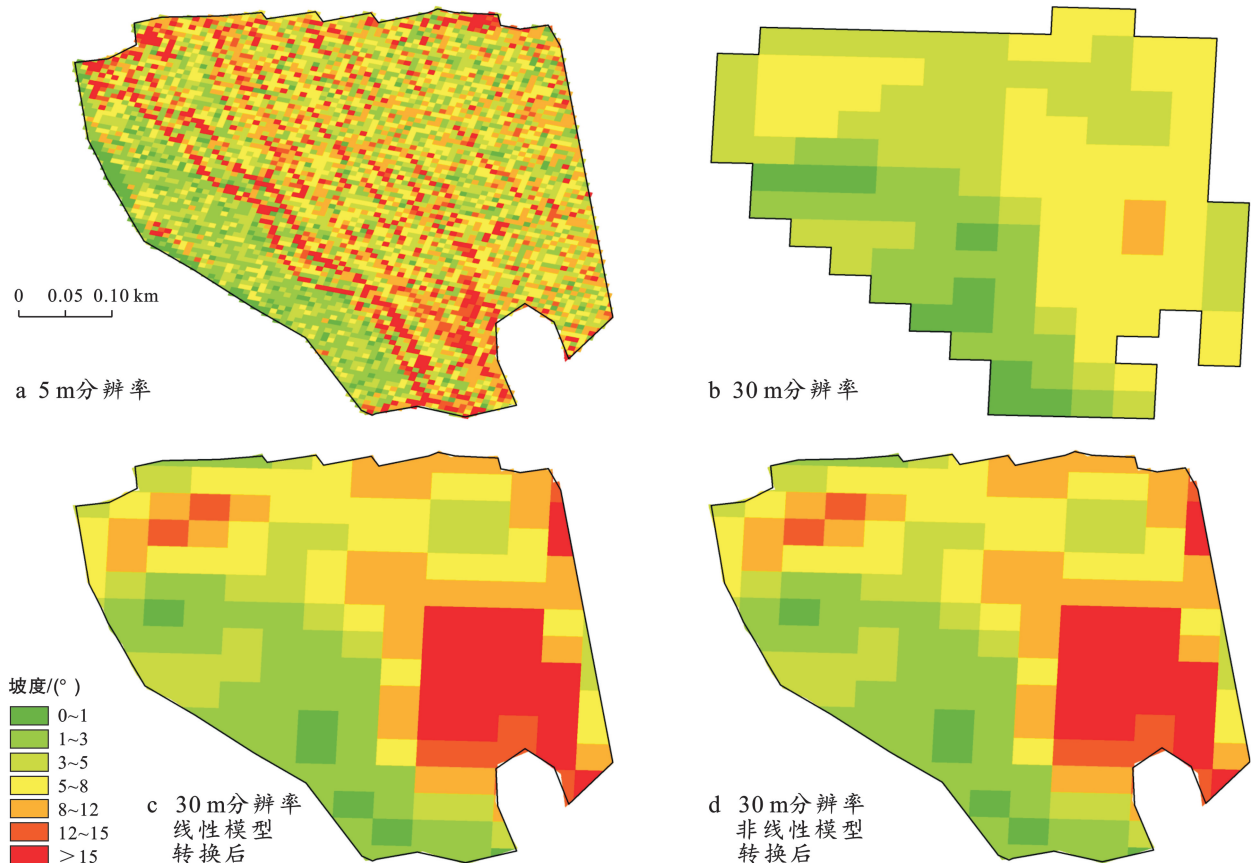 0 0.05 0.10 km
a 5 m分辨率
b 30 m分辨率
坡度/(°)
0~1
1~3
3~5
5~8
8~12
12~15
＞15
c 30 m分辨率
线性模型
转换后
d 30 m分辨率
非线性模型
转换后